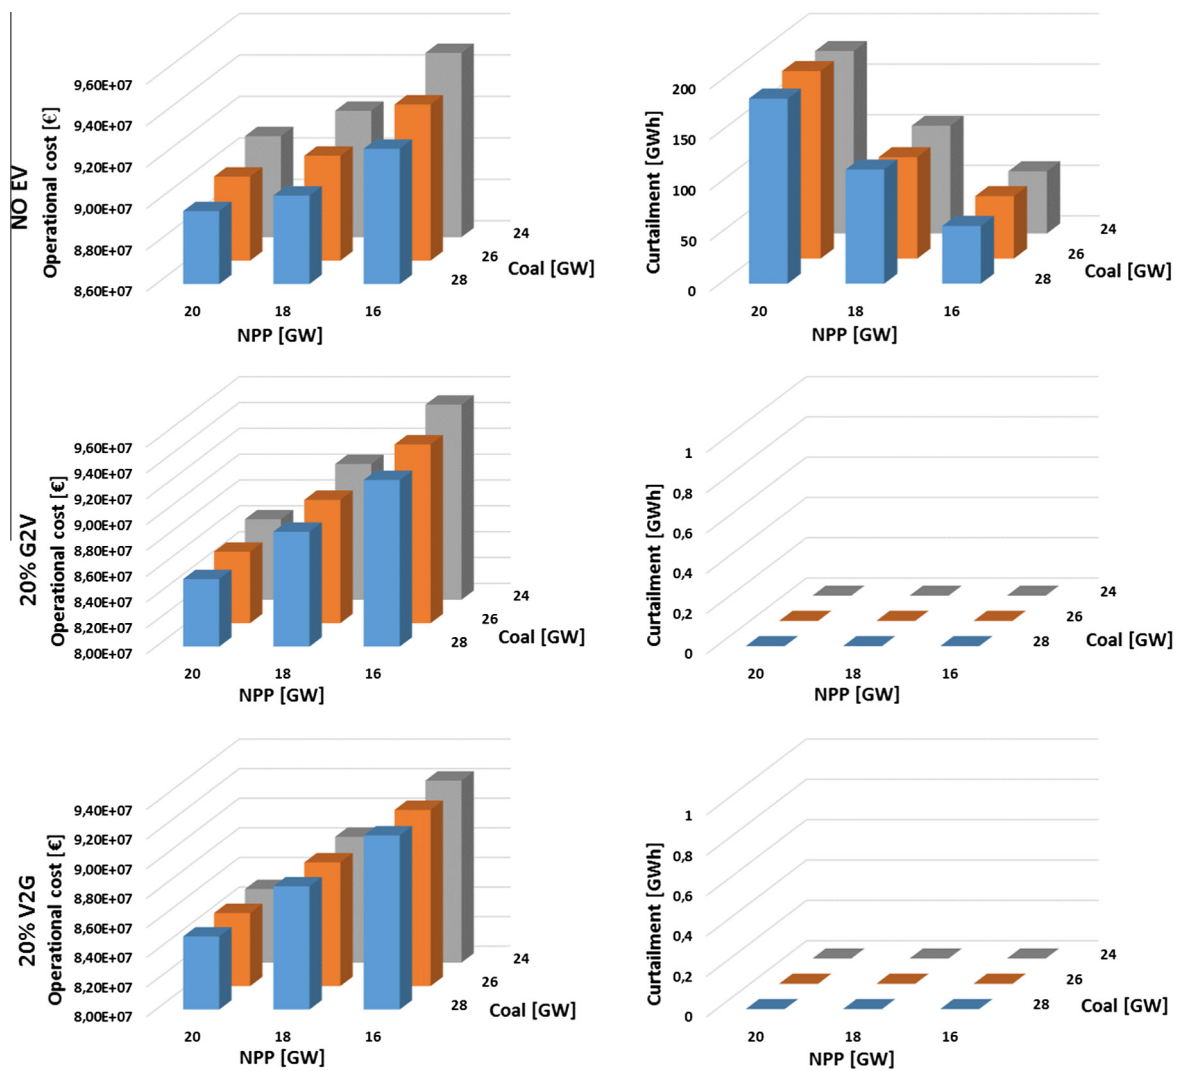 NO EV
Operational cost [€]
9,60E+07
9,40E+07
9,20E+07
9,00E+07
8,80E+07
8,60E+07
20
18
16
NPP [GW]
24
26
28
Coal [GW]
Curtailment [GWh]
200
150
100
50
0
20
18
16
NPP [GW]
24
26
28
Coal [GW]
20% G2V
Operational cost [€]
9,60E+07
9,40E+07
9,20E+07
9,00E+07
8,80E+07
8,60E+07
8,40E+07
8,20E+07
8,00E+07
20
18
16
NPP [GW]
24
26
28
Coal [GW]
Curtailment [GWh]
1
0,8
0,6
0,4
0,2
0
20
18
16
NPP [GW]
24
26
28
Coal [GW]
20% V2G
Operational cost [€]
9,40E+07
9,20E+07
9,00E+07
8,80E+07
8,60E+07
8,40E+07
8,20E+07
8,00E+07
20
18
16
NPP [GW]
24
26
28
Coal [GW]
Curtailment [GWh]
1
0,8
0,6
0,4
0,2
0
20
18
16
NPP [GW]
24
26
28
Coal [GW]